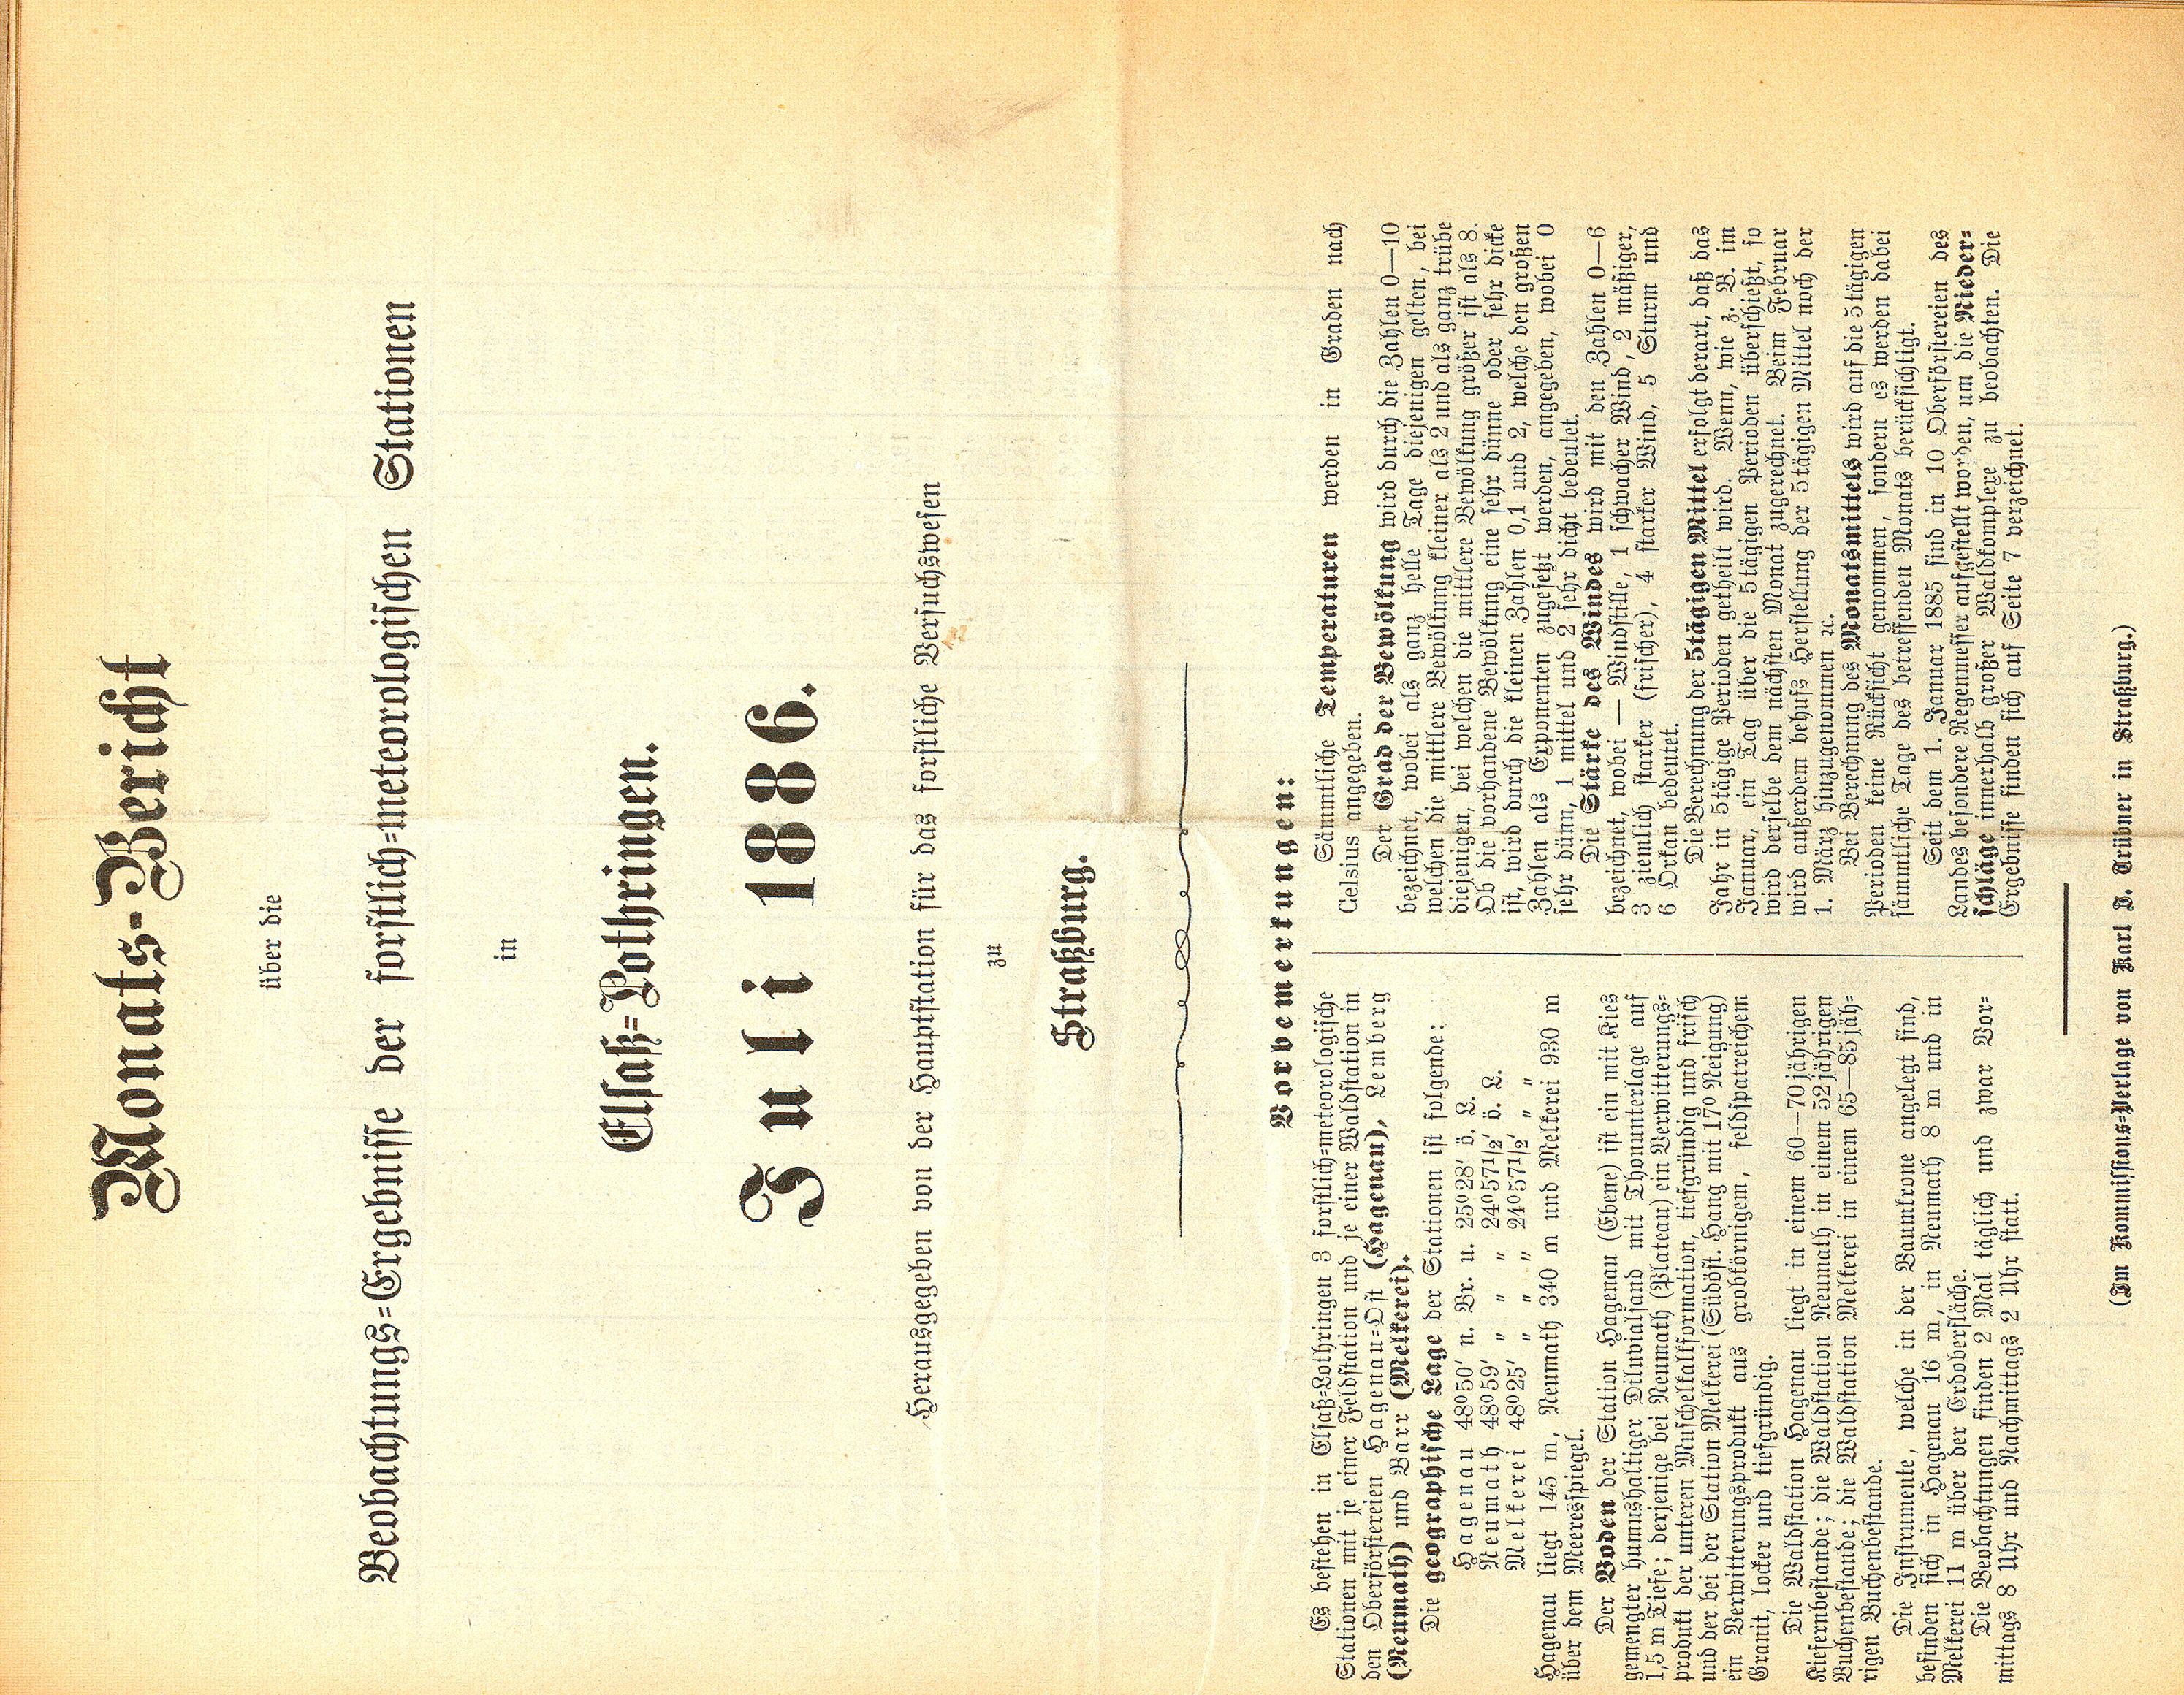 Monats-Bericht
über die
Beobachtungs-Ergebnisse der forstlich-meteorologischen Stationen
in
Elsaß-Lothringen.
Juli 1886.
Herausgegeben von der Hauptstation für das forstliche Versuchswesen
zu
Straßburg.
Vorbemerkungen:
Es bestehen in Elsaß-Lothringen 3 forstlich-meteorologische
Stationen mit je einer Feldstation und je einer Waldstation in
den Oberförstereien Hagenau-Ost (Hagenau), Lemberg
(Neumath) und Barr (Melkerei).
Die geographische Lage der Stationen ist folgende:
Hagenau 48°50' n. Br. u. 25°28' ö. L.
Neumath 48°59' " " " 24°57½' ö. L.
Melkerei 48°25' " " " 24°57½' " "
Hagenau liegt 145 m, Neumath 340 m und Melkerei 930 m
über dem Meeresspiegel.
Der Boden der Station Hagenau (Ebene) ist ein mit Kies
gemengter humushaltiger Diluvialsand mit Thonunterlage auf
1,5 m Tiefe; derjenige bei Neumath (Plateau) ein Verwitterungs-
produkt der unteren Muschelkalkformation, tiefgründig und frisch
und der bei der Station Melkerei (Südöst. Hang mit 17° Neigung)
ein Verwitterungsprodukt aus grobkörnigem, feldspatreichen
Granit, locker und tiefgründig.
Die Waldstation Hagenau liegt in einem 60—70jährigen
Kiefernbestande; die Waldstation Neumath in einem 52jährigen
Buchenbestande; die Waldstation Melkerei in einem 65—85jäh-
rigen Buchenbestande.
Die Instrumente, welche in der Baumkrone angelegt sind,
befinden sich in Hagenau 16 m, in Neumath 8 m und in
Melkerei 11 m über der Erdoberfläche.
Die Beobachtungen finden 2 Mal täglich und zwar Vor-
mittags 8 Uhr und Nachmittags 2 Uhr statt.
Sämmtliche Temperaturen werden in Graden nach
Celsius angegeben.
Der Grad der Bewölkung wird durch die Zahlen 0—10
bezeichnet, wobei als ganz helle Tage diejenigen gelten, bei
welchen die mittlere Bewölkung kleiner als 2 und als ganz trübe
diejenigen, bei welchen die mittlere Bewölkung größer ist als 8.
Ob die vorhandene Bewölkung eine sehr dünne oder sehr dicke
ist, wird durch die kleinen Zahlen 0,1 und 2, welche den großen
Zahlen als Exponenten zugesetzt werden, angegeben, wobei 0
sehr dünn, 1 mittel und 2 sehr dicht bedeutet.
Die Stärke des Windes wird mit den Zahlen 0—6
bezeichnet, wobei — Windstille, 1 schwacher Wind, 2 mäßiger,
3 ziemlich starker (frischer), 4 starker Wind, 5 Sturm und
6 Orkan bedeutet.
Die Berechnung der 5tägigen Mittel erfolgt derart, daß das
Jahr in 5tägige Perioden getheilt wird. Wenn, wie z. B. im
Januar, ein Tag über die 5tägigen Perioden überschießt, so
wird derselbe dem nächsten Monat zugerechnet. Beim Februar
wird außerdem behufs Herstellung der 5tägigen Mittel noch der
1. März hinzugenommen ꝛc.
Bei Berechnung des Monatsmittels wird auf die 5tägigen
Perioden keine Rücksicht genommen, sondern es werden dabei
sämmtliche Tage des betreffenden Monats berücksichtigt.
Seit dem 1. Januar 1885 sind in 10 Oberförstereien des
Landes besondere Regenmesser aufgestellt worden, um die Nieder-
schläge innerhalb großer Waldkomplexe zu beobachten. Die
Ergebnisse finden sich auf Seite 7 verzeichnet.
(Im Kommissions-Verlage von Karl J. Trübner in Straßburg.)